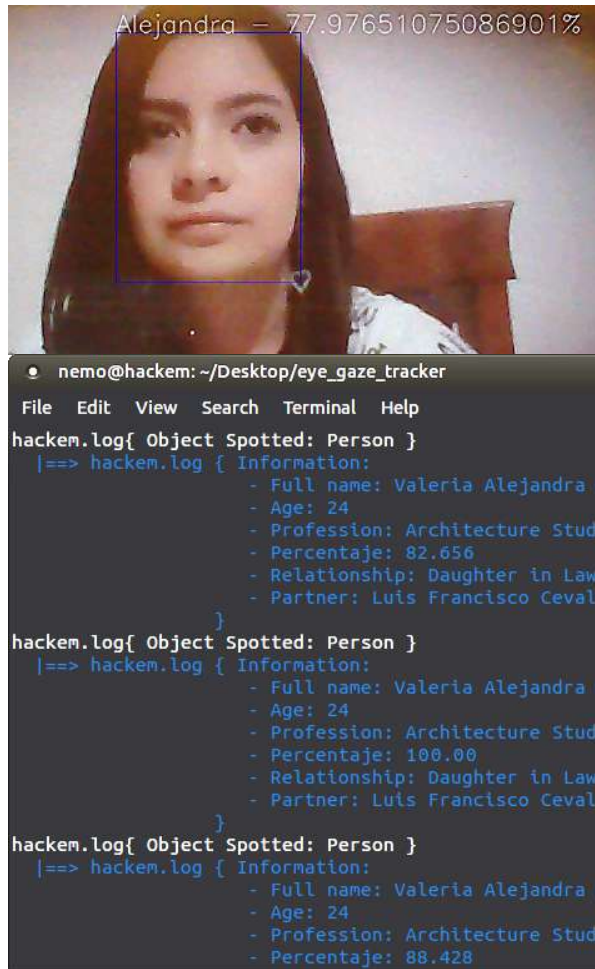 Alejandra - 77.97651075086901%
nemo@hackem: ~/Desktop/eye_gaze_tracker
File Edit View Search Terminal Help
hackem.log{ Object Spotted: Person }
|==> hackem.log { Information:
- Full name: Valeria Alejandra
- Age: 24
- Profession: Architecture Stud
- Percentaje: 82.656
- Relationship: Daughter in Law
- Partner: Luis Francisco Ceval
}
hackem.log{ Object Spotted: Person }
|==> hackem.log { Information:
- Full name: Valeria Alejandra
- Age: 24
- Profession: Architecture Stud
- Percentaje: 100.00
- Relationship: Daughter in Law
- Partner: Luis Francisco Ceval
}
hackem.log{ Object Spotted: Person }
|==> hackem.log { Information:
- Full name: Valeria Alejandra
- Age: 24
- Profession: Architecture Stud
- Percentaje: 88.428